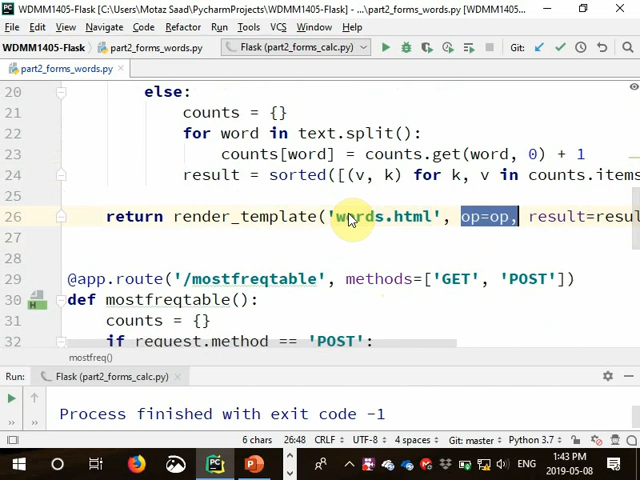 WDMM1405-Flask [C:\Users\Motaz Saad\PycharmProjects\WDMM1405-Flask] - ...\part2_forms_words.py
File Edit View Navigate Code Refactor Run Tools VCS Window Help
WDMM1405-Flask part2_forms_words.py Flask (part2_forms_calc.py) Git:
part2_forms_words.py
20 else:
21 counts = {}
22 for word in text.split():
23 counts[word] = counts.get(word, 0) + 1
24 result = sorted([(v, k) for k, v in counts.items
25
26 return render_template('words.html', op=op, result=resul
27
28
29 @app.route('/mostfreqtable', methods=['GET', 'POST'])
30 def mostfreqtable():
31 counts = {}
32 if request.method == 'POST':
mostfreq()
Run: Flask (part2_forms_calc.py)
Process finished with exit code -1
6 chars 26:48 CRLF UTF-8 4 spaces Git: master Python 3.7
ENG 1:43 PM
2019-05-08